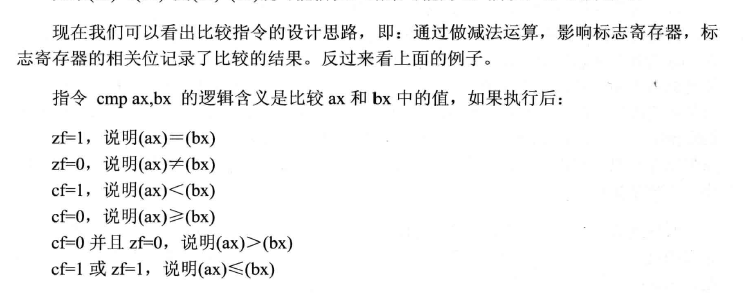 现在我们可以看出比较指令的设计思路，即：通过做减法运算，影响标志寄存器，标
志寄存器的相关位记录了比较的结果。反过来看上面的例子。
指令 cmp ax,bx 的逻辑含义是比较 ax 和 bx 中的值，如果执行后：
zf=1，说明(ax)＝(bx)
zf=0，说明(ax)≠(bx)
cf=1，说明(ax)＜(bx)
cf=0，说明(ax)≥(bx)
cf=0 并且 zf=0，说明(ax)＞(bx)
cf=1 或 zf=1，说明(ax)≤(bx)